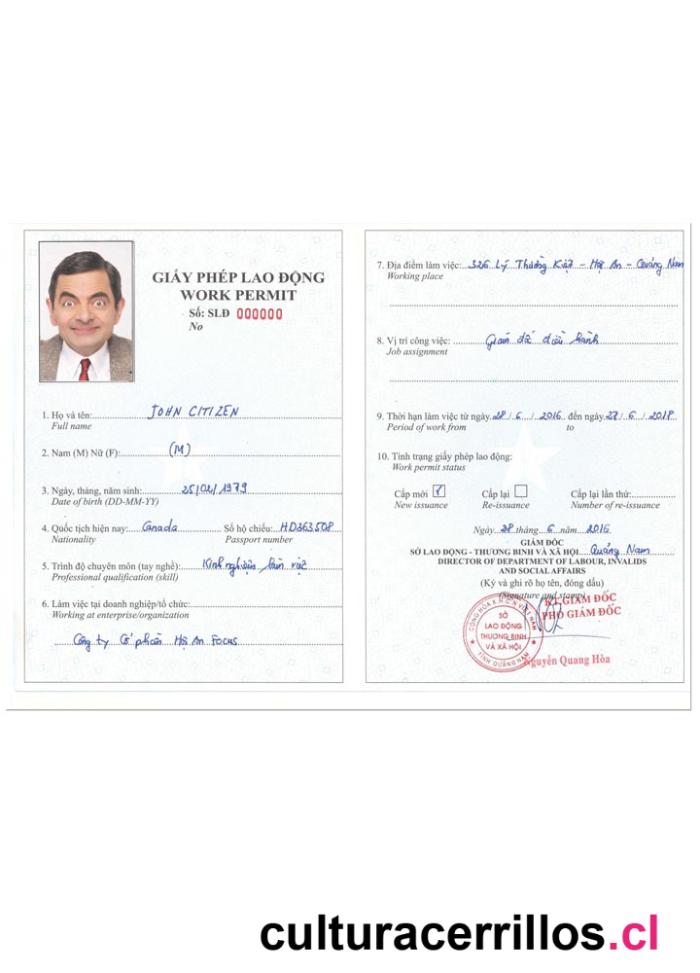 GIẤY PHÉP LAO ĐỘNG
WORK PERMIT
Số: SLĐ 000000
No
1. Họ và tên: JOHN CITIZEN
Full name
2. Nam (M) Nữ (F): (M)
3. Ngày, tháng, năm sinh: 25/02/1979
Date of birth (DD-MM-YY)
4. Quốc tịch hiện nay: Canada Số hộ chiếu: HD363508
Nationality Passport number
5. Trình độ chuyên môn (tay nghề): Kinh nghiệm làm việc
Professional qualification (skill)
6. Làm việc tại doanh nghiệp/tổ chức:
Working at enterprise/organization
Công ty Cổ phần Hội An Focus
7. Địa điểm làm việc: 326 Lý Thường Kiệt - Hội An - Quảng Nam
Working place
8. Vị trí công việc: Giám đốc điều hành
Job assignment
9. Thời hạn làm việc từ ngày 28/6/2016 đến ngày 27/6/2018
Period of work from to
10. Tình trạng giấy phép lao động:
Work permit status
Cấp mới Cấp lại Cấp lại lần thứ:
New issuance Re-issuance Number of re-issuance
Ngày 28 tháng 6 năm 2016
GIÁM ĐỐC
SỞ LAO ĐỘNG - THƯƠNG BINH VÀ XÃ HỘI Quảng Nam
DIRECTOR OF DEPARTMENT OF LABOUR, INVALIDS
AND SOCIAL AFFAIRS
(Ký và ghi rõ họ tên, đóng dấu)
(Signature and stamp)
KT.GIÁM ĐỐC
PHÓ GIÁM ĐỐC
CỘNG HÒA X.H.C.N VIỆT NAM
SỞ
LAO ĐỘNG
THƯƠNG BINH
VÀ XÃ HỘI
TỈNH QUẢNG NAM
Nguyễn Quang Hòa
culturacerrillos.cl